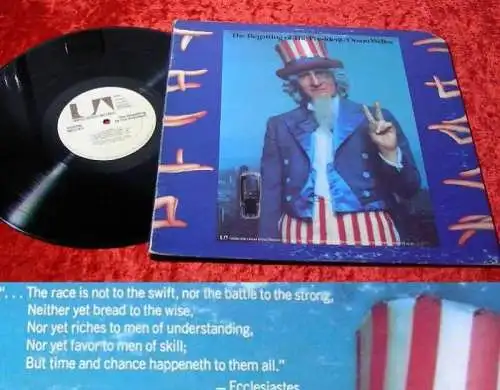 The Begatting of The President/Orson Welles
UA
"... The race is not to the swift, nor the battle to the strong,
Neither yet bread to the wise,
Nor yet riches to men of understanding,
Nor yet favor to men of skill;
But time and chance happeneth to them all."
— Ecclesiastes